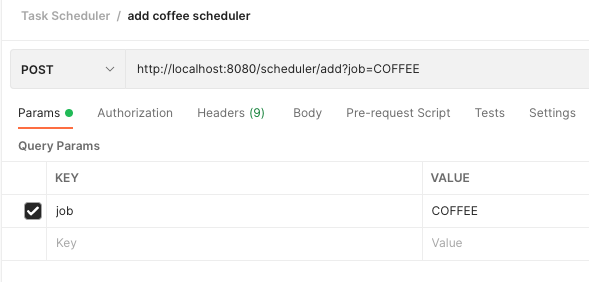 Task Scheduler / add coffee scheduler
POST http://localhost:8080/scheduler/add?job=COFFEE
Params Authorization Headers (9) Body Pre-request Script Tests Settings
Query Params
KEY VALUE
job COFFEE
Key Value